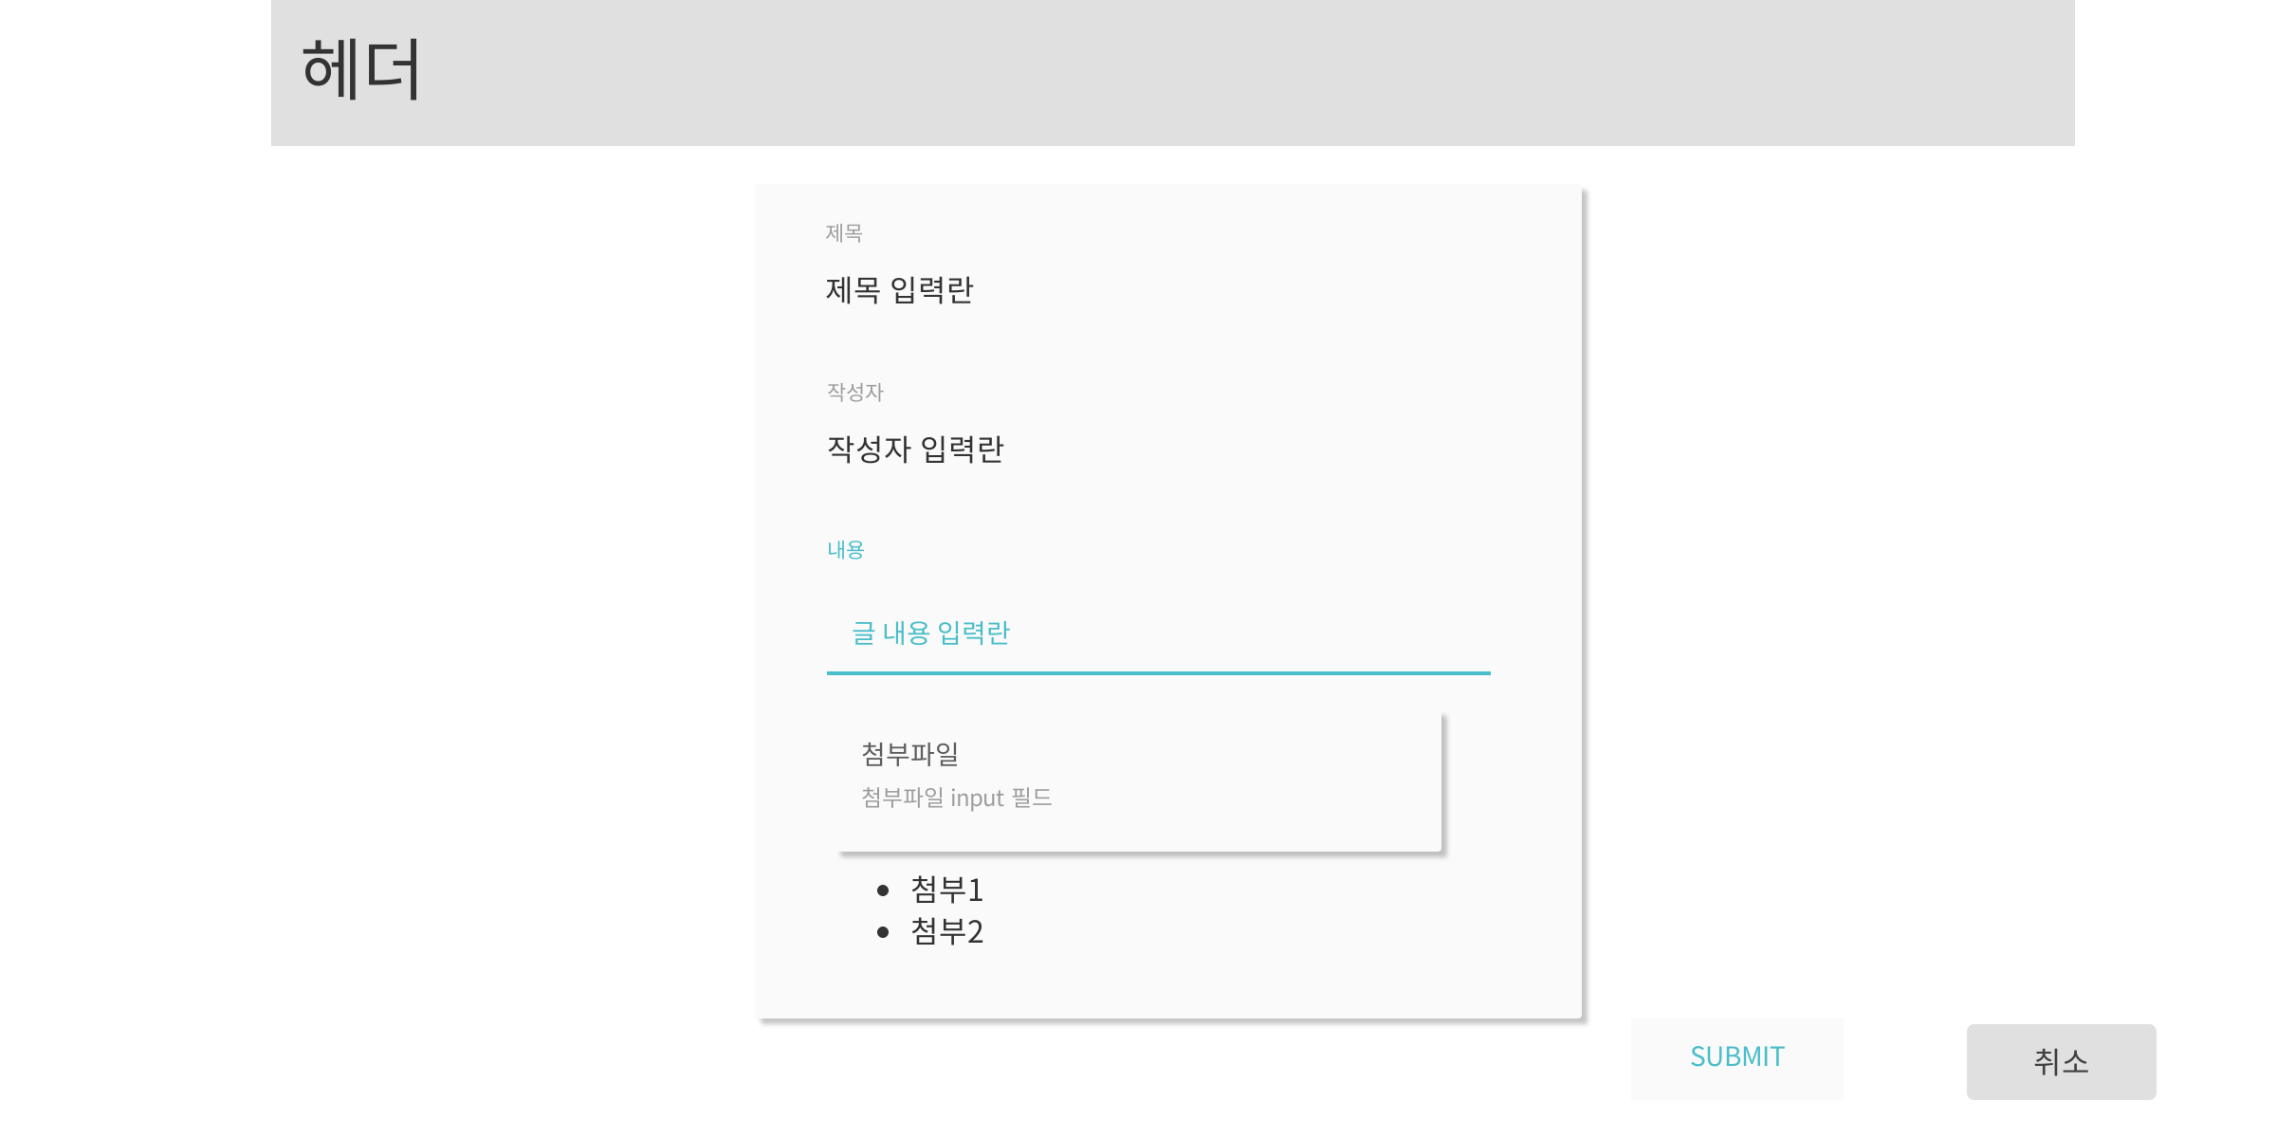 헤더
제목
제목 입력란
작성자
작성자 입력란
내용
글 내용 입력란
첨부파일
첨부파일 input 필드
첨부1
첨부2
SUBMIT
취소